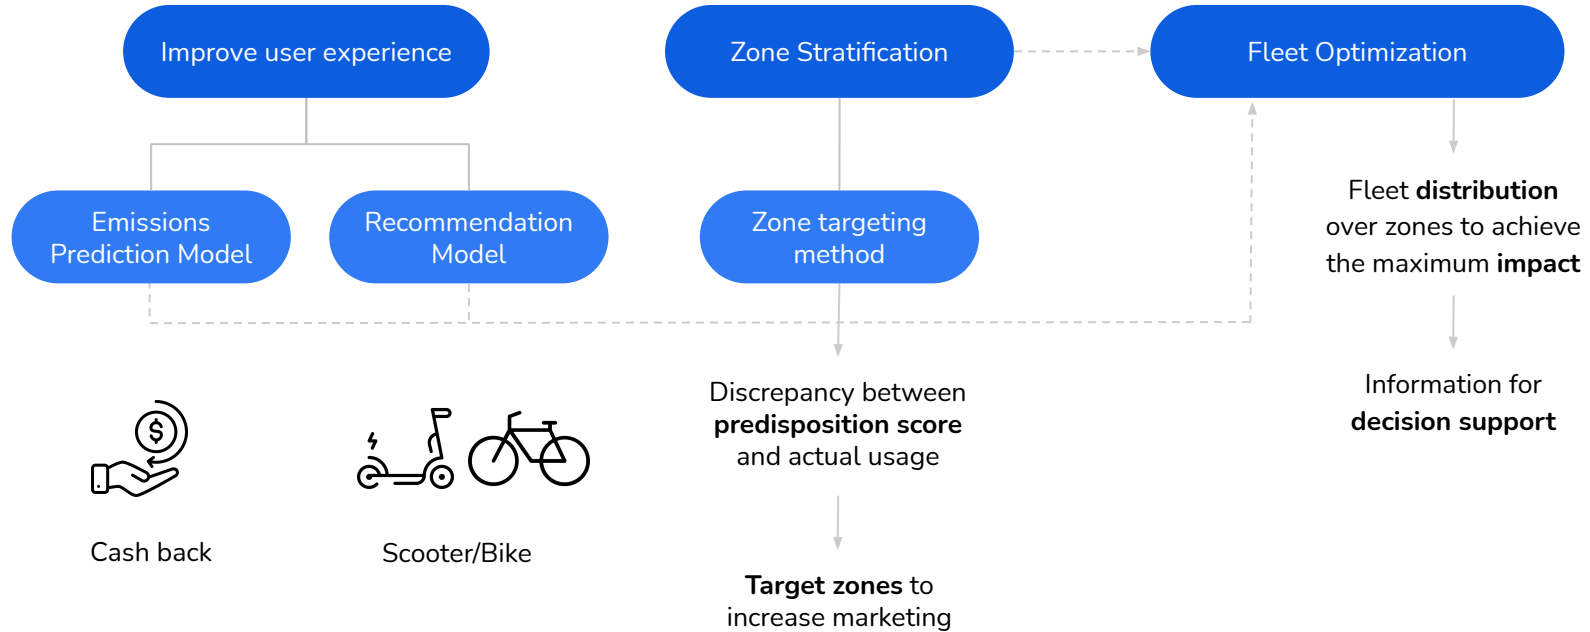 Improve user experience
Zone Stratification
Fleet Optimization
Emissions
Prediction Model
Recommendation
Model
Zone targeting
method
Fleet distribution
over zones to achieve
the maximum impact
Discrepancy between
predisposition score
and actual usage
Information for
decision support
$
Cash back
Scooter/Bike
Target zones to
increase marketing